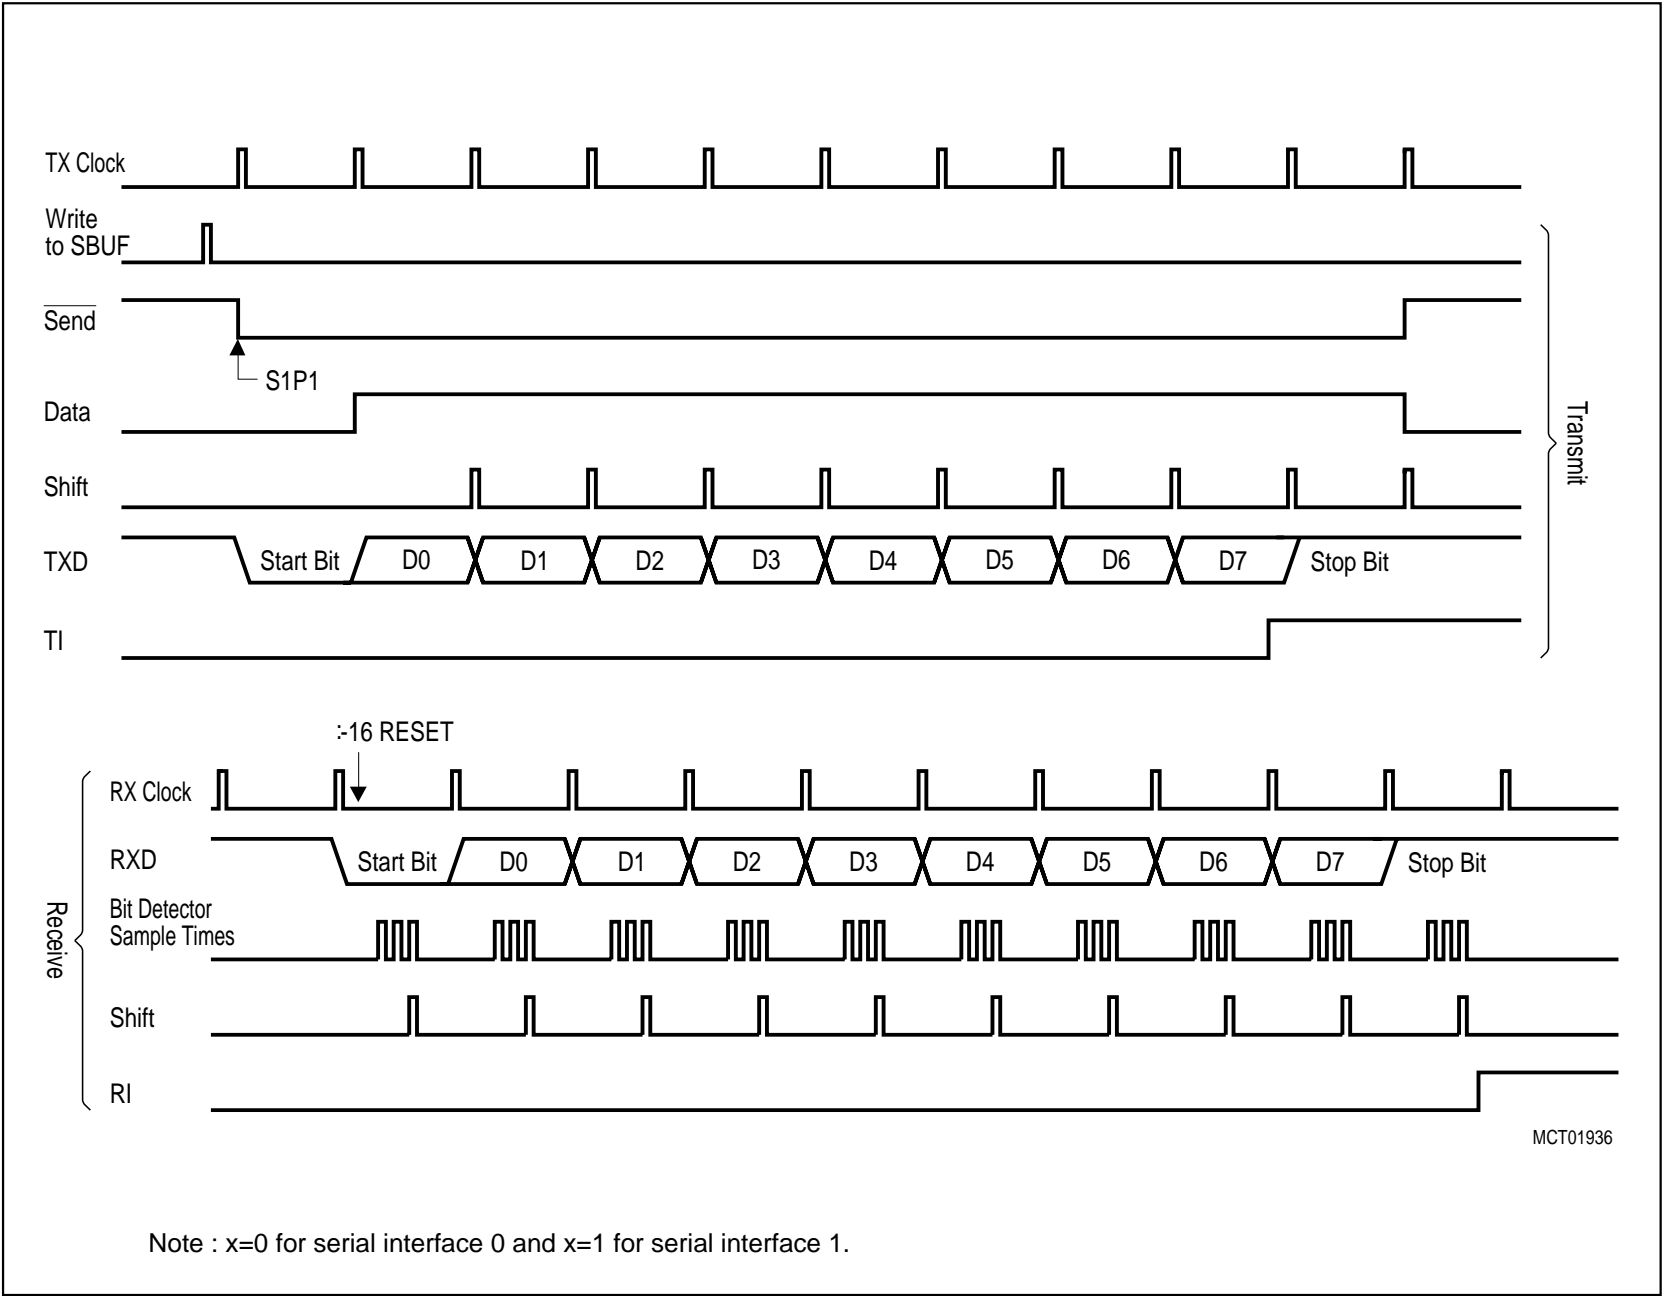 TX Clock
Write
to SBUF
Send
S1P1
Data
Shift
TXD
Start Bit D0 D1 D2 D3 D4 D5 D6 D7 Stop Bit
TI
Transmit
:-16 RESET
RX Clock
RXD
Start Bit D0 D1 D2 D3 D4 D5 D6 D7 Stop Bit
Bit Detector
Sample Times
Shift
RI
Receive
MCT01936
Note : x=0 for serial interface 0 and x=1 for serial interface 1.